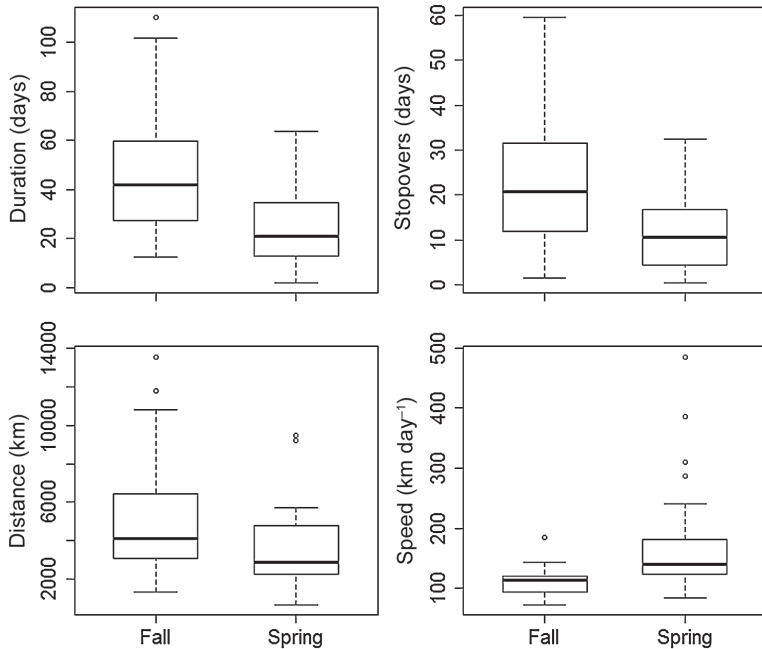 Duration (days)
0 20 40 60 80 100
Stopovers (days)
0 10 20 30 40 50 60
Distance (km)
2000 6000 10000 14000
Speed (km day⁻¹)
100 200 300 400 500
Fall Spring
Fall Spring